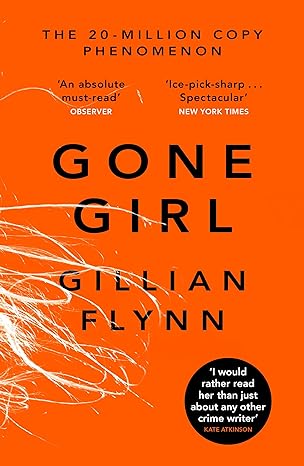 THE 20-MILLION COPY
PHENOMENON
'An absolute
must-read'
OBSERVER
'Ice-pick-sharp . . .
Spectacular'
NEW YORK TIMES
GONE
GIRL
GILLIAN
FLYNN
'I would
rather read
her than just
about any other
crime writer'
KATE ATKINSON